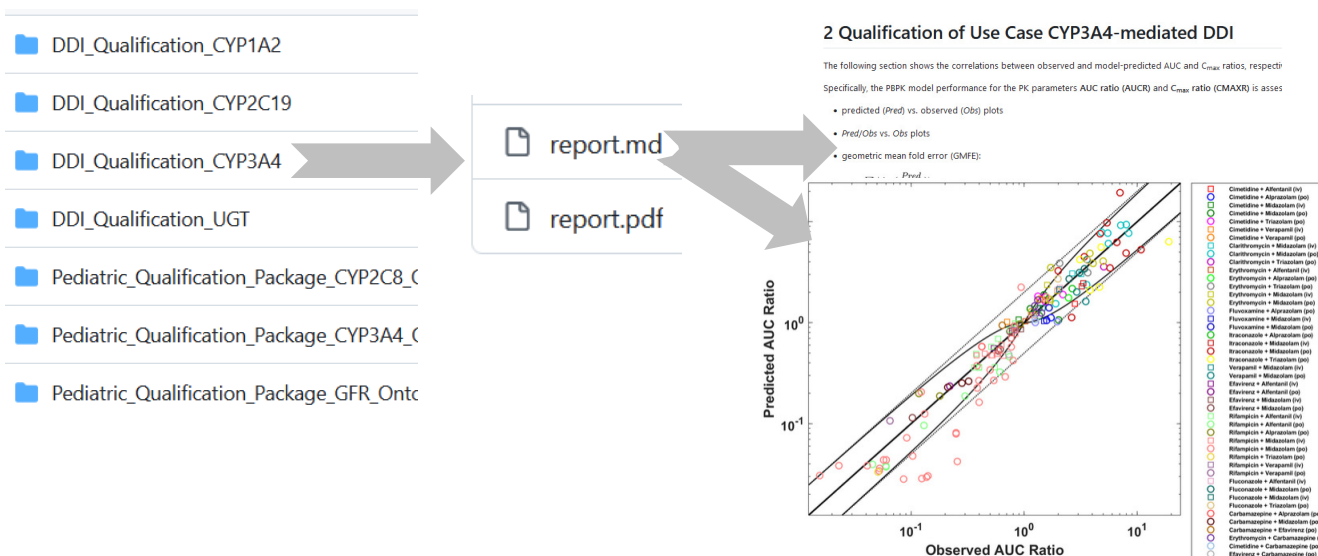 DDI_Qualification_CYP1A2
DDI_Qualification_CYP2C19
DDI_Qualification_CYP3A4
DDI_Qualification_UGT
Pediatric_Qualification_Package_CYP2C8_C
Pediatric_Qualification_Package_CYP3A4_C
Pediatric_Qualification_Package_GFR_Onto
report.md
report.pdf
2 Qualification of Use Case CYP3A4-mediated DDI
The following section shows the correlations between observed and model-predicted AUC and Cmax ratios, respecti
Specifically, the PBPK model performance for the PK parameters AUC ratio (AUCR) and Cmax ratio (CMAXR) is asses
• predicted (Pred) vs. observed (Obs) plots
• Pred/Obs vs. Obs plots
• geometric mean fold error (GMFE):
Pred
Predicted AUC Ratio
10⁰
10⁻¹
10⁻¹
10⁰
10¹
Observed AUC Ratio
Cimetidine + Alfentanil (iv)
Cimetidine + Alprazolam (po)
Cimetidine + Midazolam (iv)
Cimetidine + Midazolam (po)
Cimetidine + Triazolam (po)
Cimetidine + Verapamil (iv)
Cimetidine + Verapamil (po)
Clarithromycin + Midazolam (iv)
Clarithromycin + Midazolam (po)
Clarithromycin + Triazolam (po)
Erythromycin + Alfentanil (iv)
Erythromycin + Alprazolam (po)
Erythromycin + Triazolam (po)
Erythromycin + Midazolam (iv)
Erythromycin + Midazolam (po)
Fluvoxamine + Alprazolam (po)
Fluvoxamine + Midazolam (iv)
Fluvoxamine + Midazolam (po)
Itraconazole + Alprazolam (po)
Itraconazole + Midazolam (iv)
Itraconazole + Midazolam (po)
Itraconazole + Triazolam (po)
Verapamil + Midazolam (iv)
Verapamil + Midazolam (po)
Efavirenz + Alfentanil (iv)
Efavirenz + Alfentanil (po)
Efavirenz + Midazolam (iv)
Efavirenz + Midazolam (po)
Rifampicin + Alfentanil (iv)
Rifampicin + Alfentanil (po)
Rifampicin + Alprazolam (po)
Rifampicin + Midazolam (iv)
Rifampicin + Midazolam (po)
Rifampicin + Triazolam (po)
Rifampicin + Verapamil (iv)
Rifampicin + Verapamil (po)
Fluconazole + Alfentanil (iv)
Fluconazole + Midazolam (po)
Fluconazole + Midazolam (iv)
Fluconazole + Triazolam (po)
Carbamazepine + Alprazolam (po
Carbamazepine + Midazolam (po
Carbamazepine + Efavirenz (po)
Erythromycin + Carbamazepine (
Cimetidine + Carbamazepine (po
Efavirenz + Carbamazepine (po)